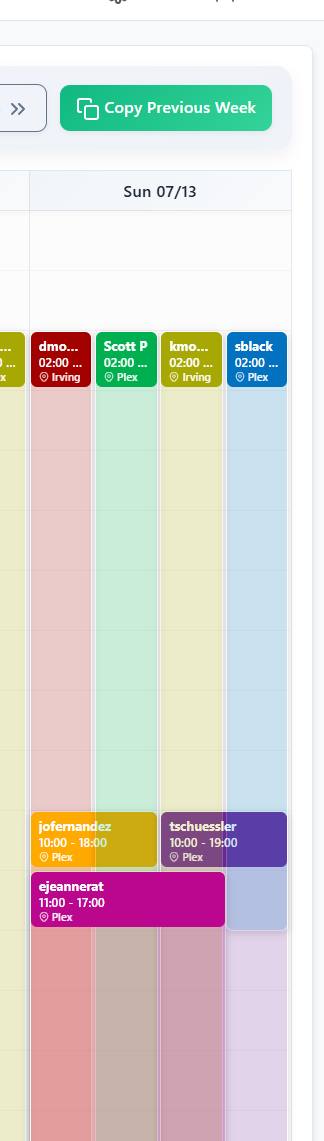 Copy Previous Week
Sun 07/13
dmo... Scott P kmo... sblack
02:00 ... 02:00 ... 02:00 ... 02:00 ...
Irving Plex Irving Plex
jofernandez tschuessler
10:00 - 18:00 10:00 - 19:00
Plex Plex
ejeannerat
11:00 - 17:00
Plex